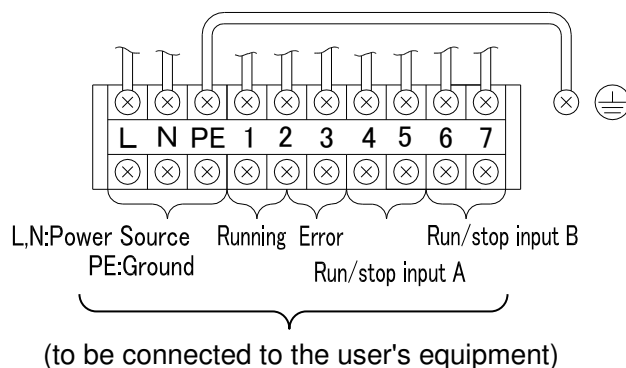 L N PE 1 2 3 4 5 6 7
L,N:Power Source Running Error Run/stop input B
PE:Ground Run/stop input A
(to be connected to the user's equipment)